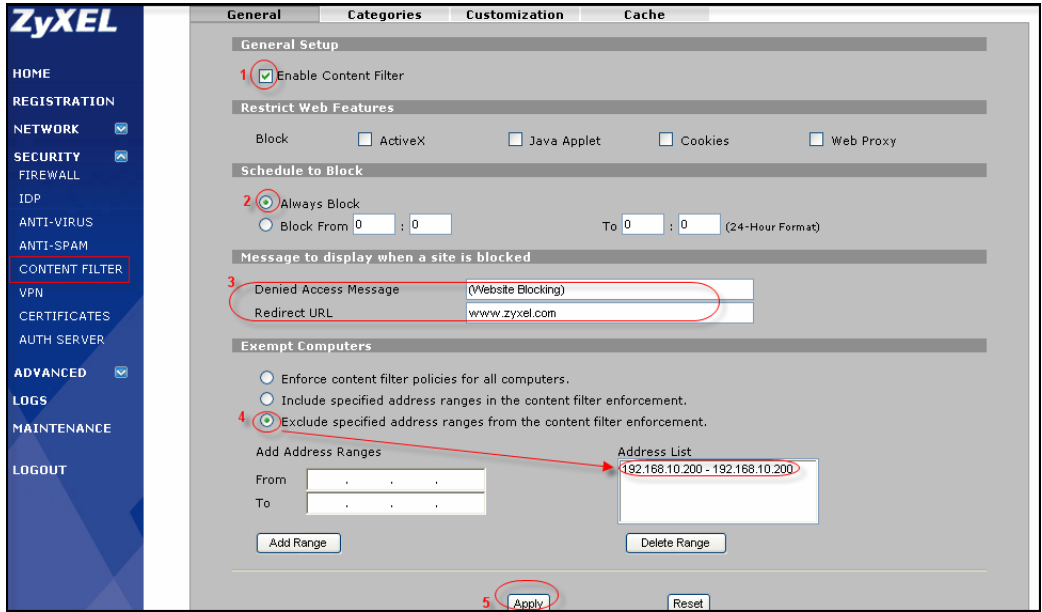 ZyXEL
HOME
REGISTRATION
NETWORK
SECURITY
FIREWALL
IDP
ANTI-VIRUS
ANTI-SPAM
CONTENT FILTER
VPN
CERTIFICATES
AUTH SERVER
ADVANCED
LOGS
MAINTENANCE
LOGOUT
General Categories Customization Cache
General Setup
1 Enable Content Filter
Restrict Web Features
Block ActiveX Java Applet Cookies Web Proxy
Schedule to Block
2 Always Block
Block From 0 : 0 To 0 : 0 (24-Hour Format)
Message to display when a site is blocked
3
Denied Access Message (Website Blocking)
Redirect URL www.zyxel.com
Exempt Computers
Enforce content filter policies for all computers.
Include specified address ranges in the content filter enforcement.
4 Exclude specified address ranges from the content filter enforcement.
Add Address Ranges Address List
From . . . 192.168.10.200 - 192.168.10.200
To . . .
Add Range Delete Range
5 Apply Reset